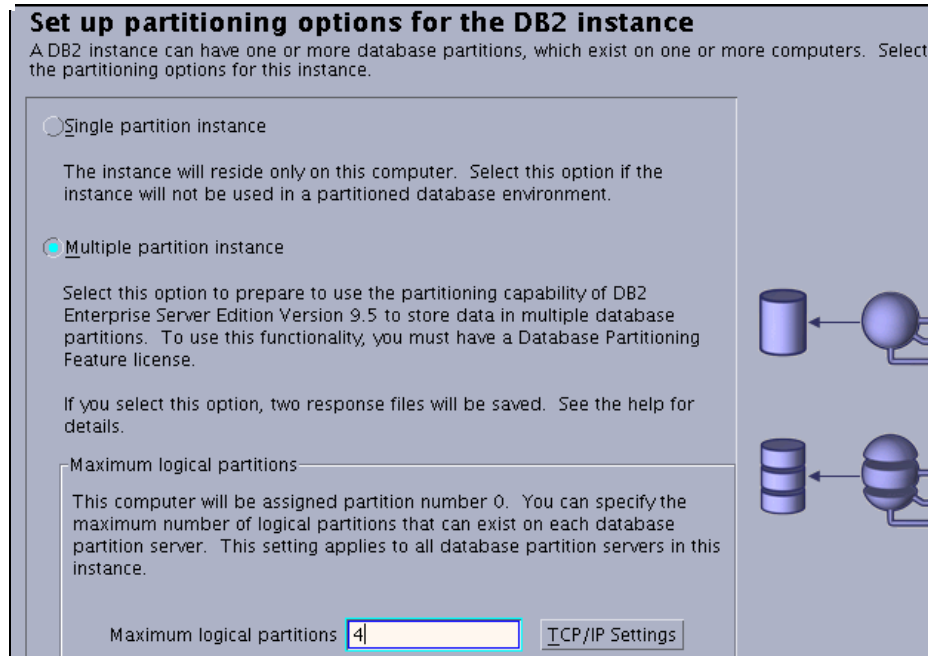 Set up partitioning options for the DB2 instance
A DB2 instance can have one or more database partitions, which exist on one or more computers. Select
the partitioning options for this instance.
Single partition instance
The instance will reside only on this computer. Select this option if the
instance will not be used in a partitioned database environment.
Multiple partition instance
Select this option to prepare to use the partitioning capability of DB2
Enterprise Server Edition Version 9.5 to store data in multiple database
partitions. To use this functionality, you must have a Database Partitioning
Feature license.
If you select this option, two response files will be saved. See the help for
details.
Maximum logical partitions
This computer will be assigned partition number 0. You can specify the
maximum number of logical partitions that can exist on each database
partition server. This setting applies to all database partition servers in this
instance.
Maximum logical partitions 4 TCP/IP Settings